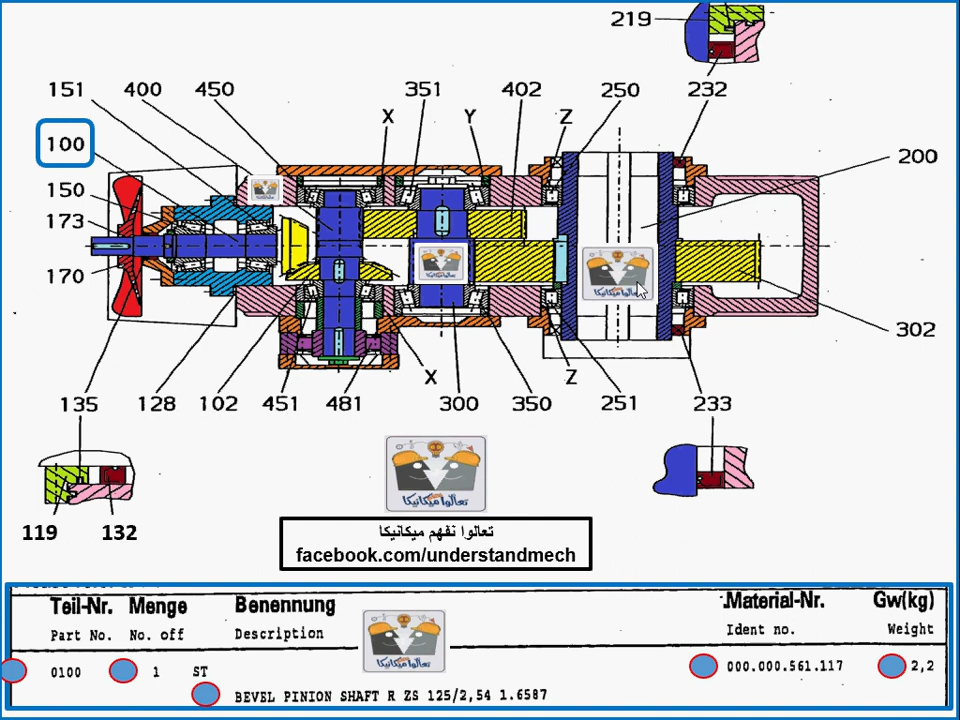 219
151 400 450 351 402 250 232
X Y Z
100
200
150
173
170
302
X Z
135 128 102 451 481 300 350 251 233
119 132
تعالوا نفهم ميكانيكا
تعالوا نفهم ميكانيكا
facebook.com/understandmech
Teil-Nr. Menge Benennung Material-Nr. Gw(kg)
Part No. No. off Description Ident no. Weight
0100 1 ST 000.000.561.117 2,2
BEVEL PINION SHAFT R ZS 125/2,54 1.6587